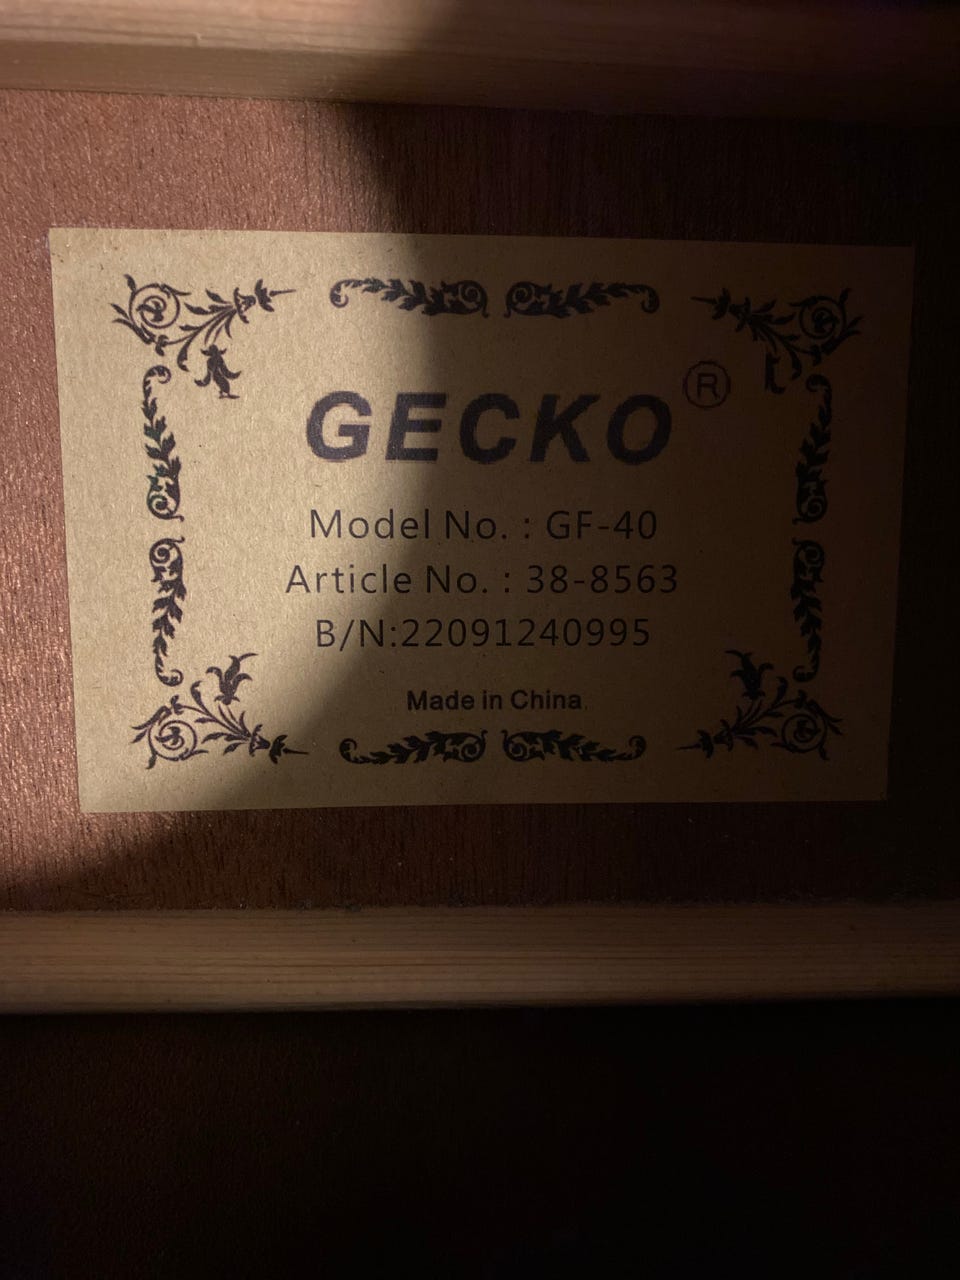 GECKO®
Model No. : GF-40
Article No. : 38-8563
B/N:22091240995
Made in China